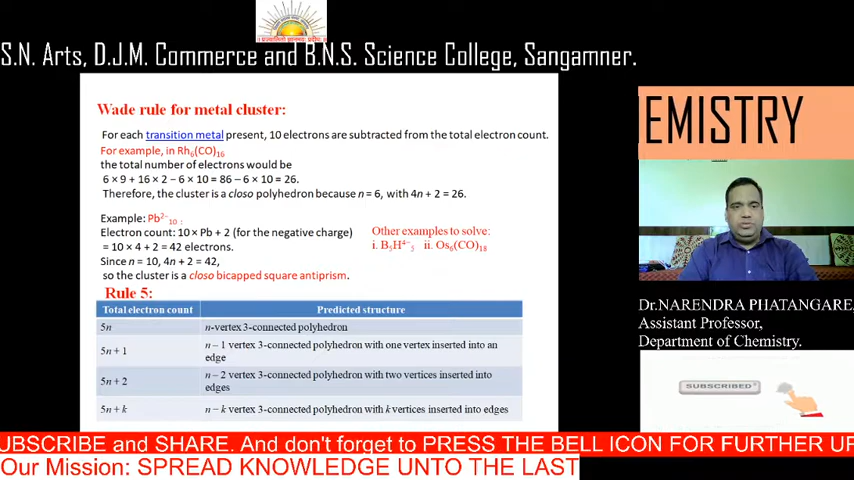 S.N. Arts, D.J.M. Commerce and B.N.S. Science College, Sangamner.
Wade rule for metal cluster:
For each transition metal present, 10 electrons are subtracted from the total electron count.
For example, in Rh₆(CO)₁₆
the total number of electrons would be
6 × 9 + 16 × 2 – 6 × 10 = 86 – 6 × 10 = 26.
Therefore, the cluster is a closo polyhedron because n = 6, with 4n + 2 = 26.
Example: Pb²⁻₁₀ :
Electron count: 10 × Pb + 2 (for the negative charge)
= 10 × 4 + 2 = 42 electrons.
Since n = 10, 4n + 2 = 42,
so the cluster is a closo bicapped square antiprism.
Other examples to solve:
i. B₅H⁴⁻₅ ii. Os₆(CO)₁₈
Rule 5:
Total electron count Predicted structure
5n n-vertex 3-connected polyhedron
5n + 1 n – 1 vertex 3-connected polyhedron with one vertex inserted into an
edge
5n + 2 n – 2 vertex 3-connected polyhedron with two vertices inserted into
edges
5n + k n – k vertex 3-connected polyhedron with k vertices inserted into edges
EMISTRY
Dr.NARENDRA PHATANGARE,
Assistant Professor,
Department of Chemistry.
SUBSCRIBED
UBSCRIBE and SHARE. And don't forget to PRESS THE BELL ICON FOR FURTHER UP
Our Mission: SPREAD KNOWLEDGE UNTO THE LAST